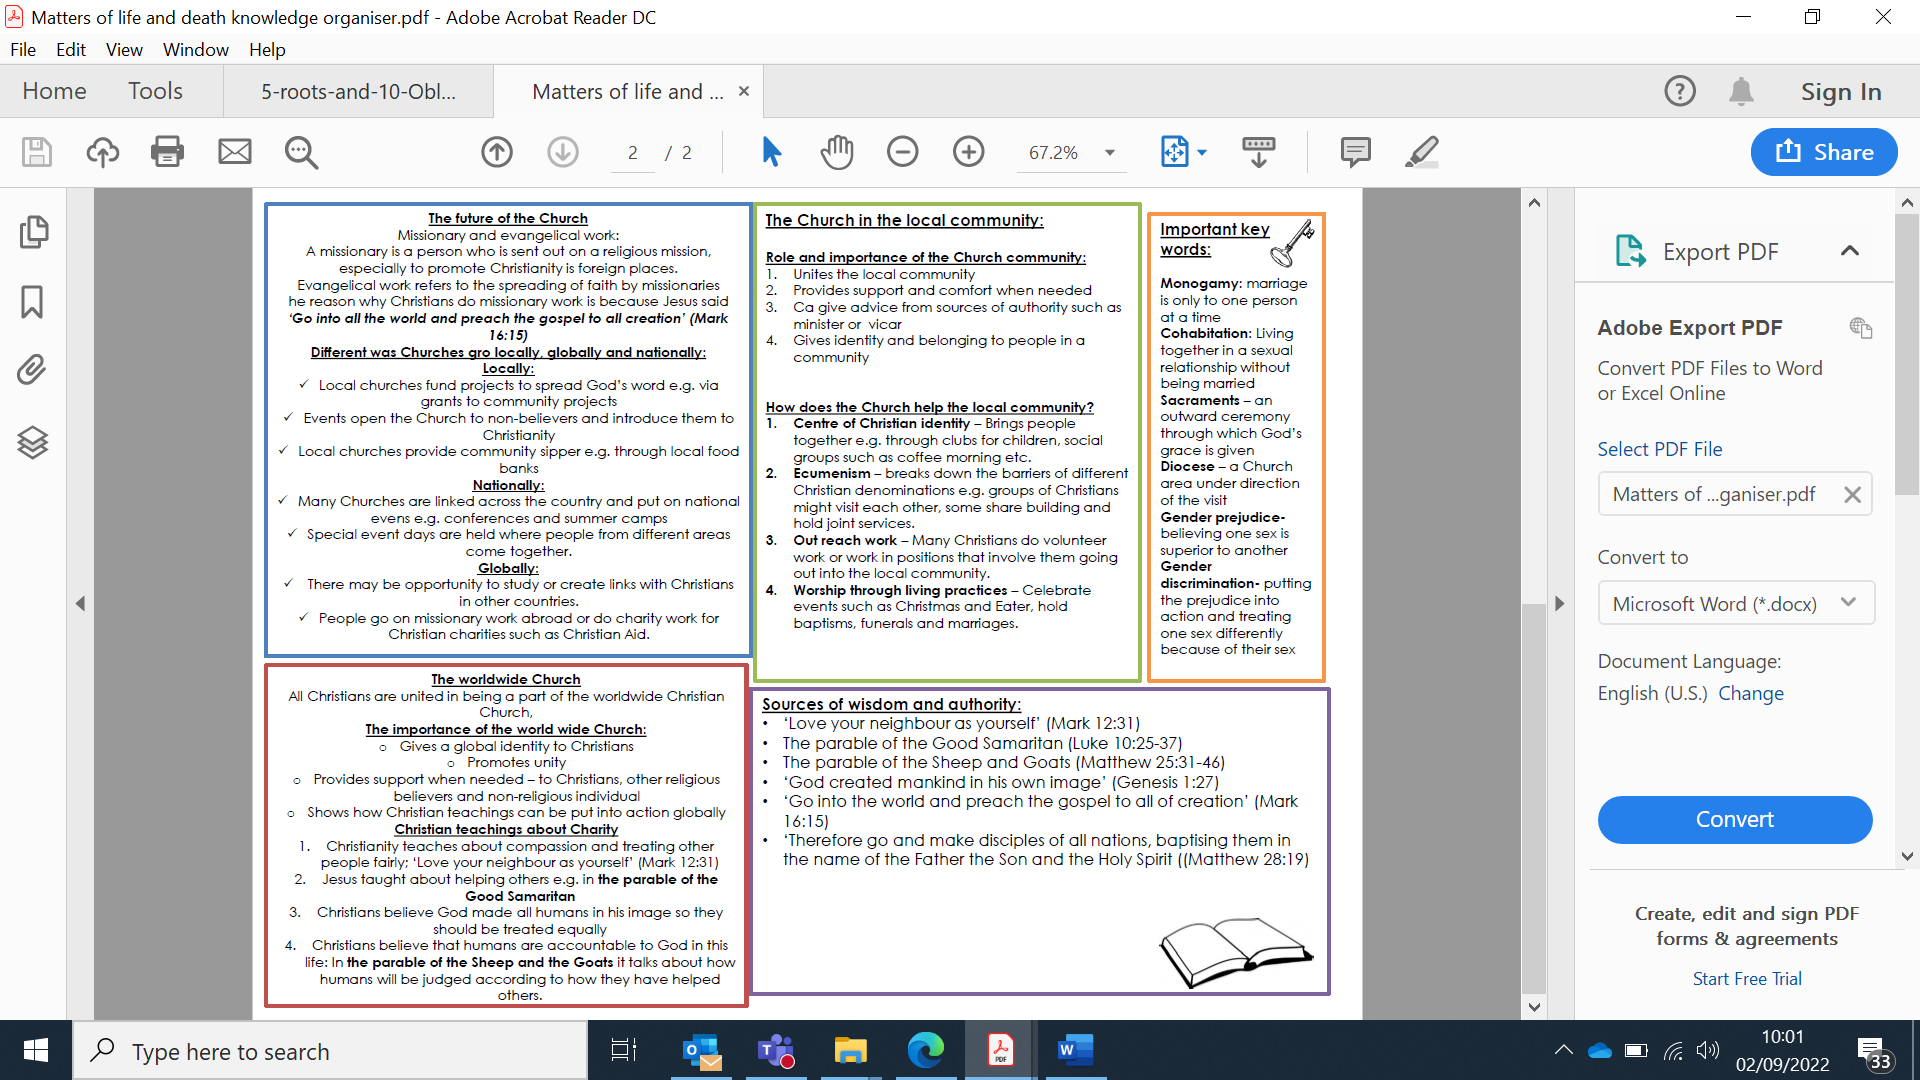 Matters of life and death knowledge organiser.pdf - Adobe Acrobat Reader DC
File Edit View Window Help
Home Tools 5-roots-and-10-Obl... Matters of life and ... ×
Sign In
2 / 2
67.2%
Share
The future of the Church
Missionary and evangelical work:
A missionary is a person who is sent out on a religious mission,
especially to promote Christianity is foreign places.
Evangelical work refers to the spreading of faith by missionaries
he reason why Christians do missionary work is because Jesus said
‘Go into all the world and preach the gospel to all creation’ (Mark
16:15)
Different was Churches gro locally, globally and nationally:
Locally:
✓ Local churches fund projects to spread God’s word e.g. via
grants to community projects
✓ Events open the Church to non-believers and introduce them to
Christianity
✓ Local churches provide community sipper e.g. through local food
banks
Nationally:
✓ Many Churches are linked across the country and put on national
evens e.g. conferences and summer camps
✓ Special event days are held where people from different areas
come together.
Globally:
✓ There may be opportunity to study or create links with Christians
in other countries.
✓ People go on missionary work abroad or do charity work for
Christian charities such as Christian Aid.
The worldwide Church
All Christians are united in being a part of the worldwide Christian
Church,
The importance of the world wide Church:
o Gives a global identity to Christians
o Promotes unity
o Provides support when needed – to Christians, other religious
believers and non-religious individual
o Shows how Christian teachings can be put into action globally
Christian teachings about Charity
1. Christianity teaches about compassion and treating other
people fairly; ‘Love your neighbour as yourself’ (Mark 12:31)
2. Jesus taught about helping others e.g. in the parable of the
Good Samaritan
3. Christians believe God made all humans in his image so they
should be treated equally
4. Christians believe that humans are accountable to God in this
life: In the parable of the Sheep and the Goats it talks about how
humans will be judged according to how they have helped
others.
The Church in the local community:
Role and importance of the Church community:
1. Unites the local community
2. Provides support and comfort when needed
3. Ca give advice from sources of authority such as
minister or vicar
4. Gives identity and belonging to people in a
community
How does the Church help the local community?
1. Centre of Christian identity – Brings people
together e.g. through clubs for children, social
groups such as coffee morning etc.
2. Ecumenism – breaks down the barriers of different
Christian denominations e.g. groups of Christians
might visit each other, some share building and
hold joint services.
3. Out reach work – Many Christians do volunteer
work or work in positions that involve them going
out into the local community.
4. Worship through living practices – Celebrate
events such as Christmas and Eater, hold
baptisms, funerals and marriages.
Important key
words:
Monogamy: marriage
is only to one person
at a time
Cohabitation: Living
together in a sexual
relationship without
being married
Sacraments – an
outward ceremony
through which God’s
grace is given
Diocese – a Church
area under direction
of the visit
Gender prejudice-
believing one sex is
superior to another
Gender
discrimination- putting
the prejudice into
action and treating
one sex differently
because of their sex
Sources of wisdom and authority:
• ‘Love your neighbour as yourself’ (Mark 12:31)
• The parable of the Good Samaritan (Luke 10:25-37)
• The parable of the Sheep and Goats (Matthew 25:31-46)
• ‘God created mankind in his own image’ (Genesis 1:27)
• ‘Go into the world and preach the gospel to all of creation’ (Mark
16:15)
• ‘Therefore go and make disciples of all nations, baptising them in
the name of the Father the Son and the Holy Spirit ((Matthew 28:19)
Export PDF
Adobe Export PDF
Convert PDF Files to Word
or Excel Online
Select PDF File
Matters of ...ganiser.pdf
Convert to
Microsoft Word (*.docx)
Document Language:
English (U.S.) Change
Convert
Create, edit and sign PDF
forms & agreements
Start Free Trial
Type here to search
PDF
10:01
02/09/2022
33